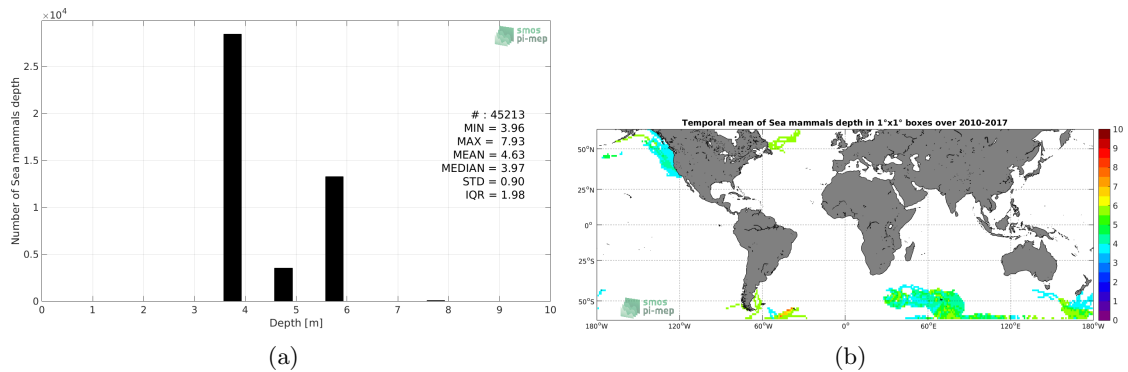 ×10⁴
smos
pi-mep
2.5
2
1.5
1
0.5
0
Number of Sea mammals depth
# : 45213
MIN = 3.96
MAX = 7.93
MEAN = 4.63
MEDIAN = 3.97
STD = 0.90
IQR = 1.98
0 1 2 3 4 5 6 7 8 9 10
Depth [m]
(a)
Temporal mean of Sea mammals depth in 1°x1° boxes over 2010-2017
50°N
25°N
0°
25°S
50°S
smos
pi-mep
180°W 120°W 60°W 0° 60°E 120°E 180°W
10
9
8
7
6
5
4
3
2
1
0
(b)